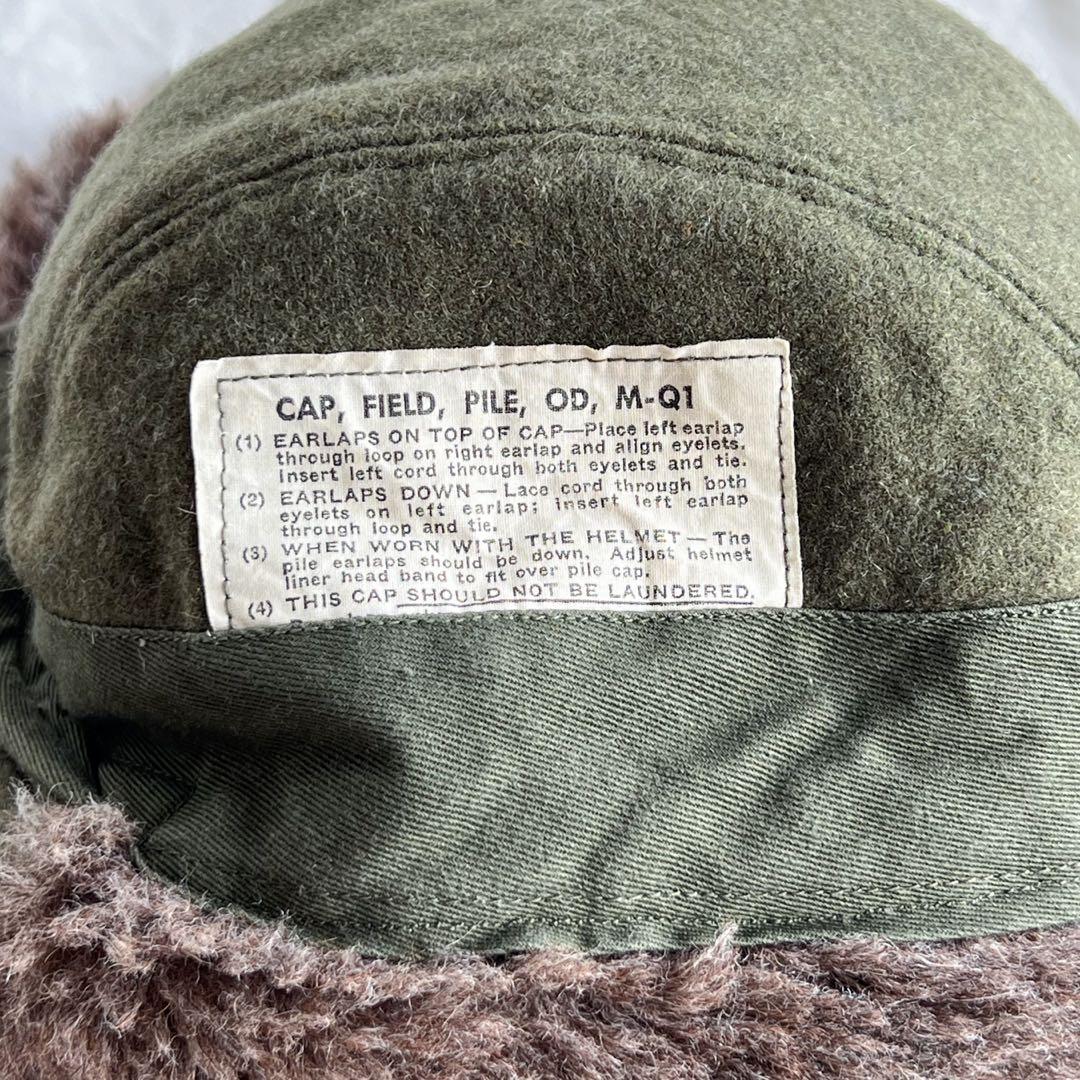 CAP, FIELD, PILE, OD, M-Q1
(1) EARLAPS ON TOP OF CAP—Place left earlap
through loop on right earlap and align eyelets.
Insert left cord through both eyelets and tie.
(2) EARLAPS DOWN — Lace cord through both
eyelets on left earlap; insert left earlap
through loop and tie.
(3) WHEN WORN WITH THE HELMET — The
pile earlaps should be down. Adjust helmet
liner head band to fit over pile cap.
(4) THIS CAP SHOULD NOT BE LAUNDERED.